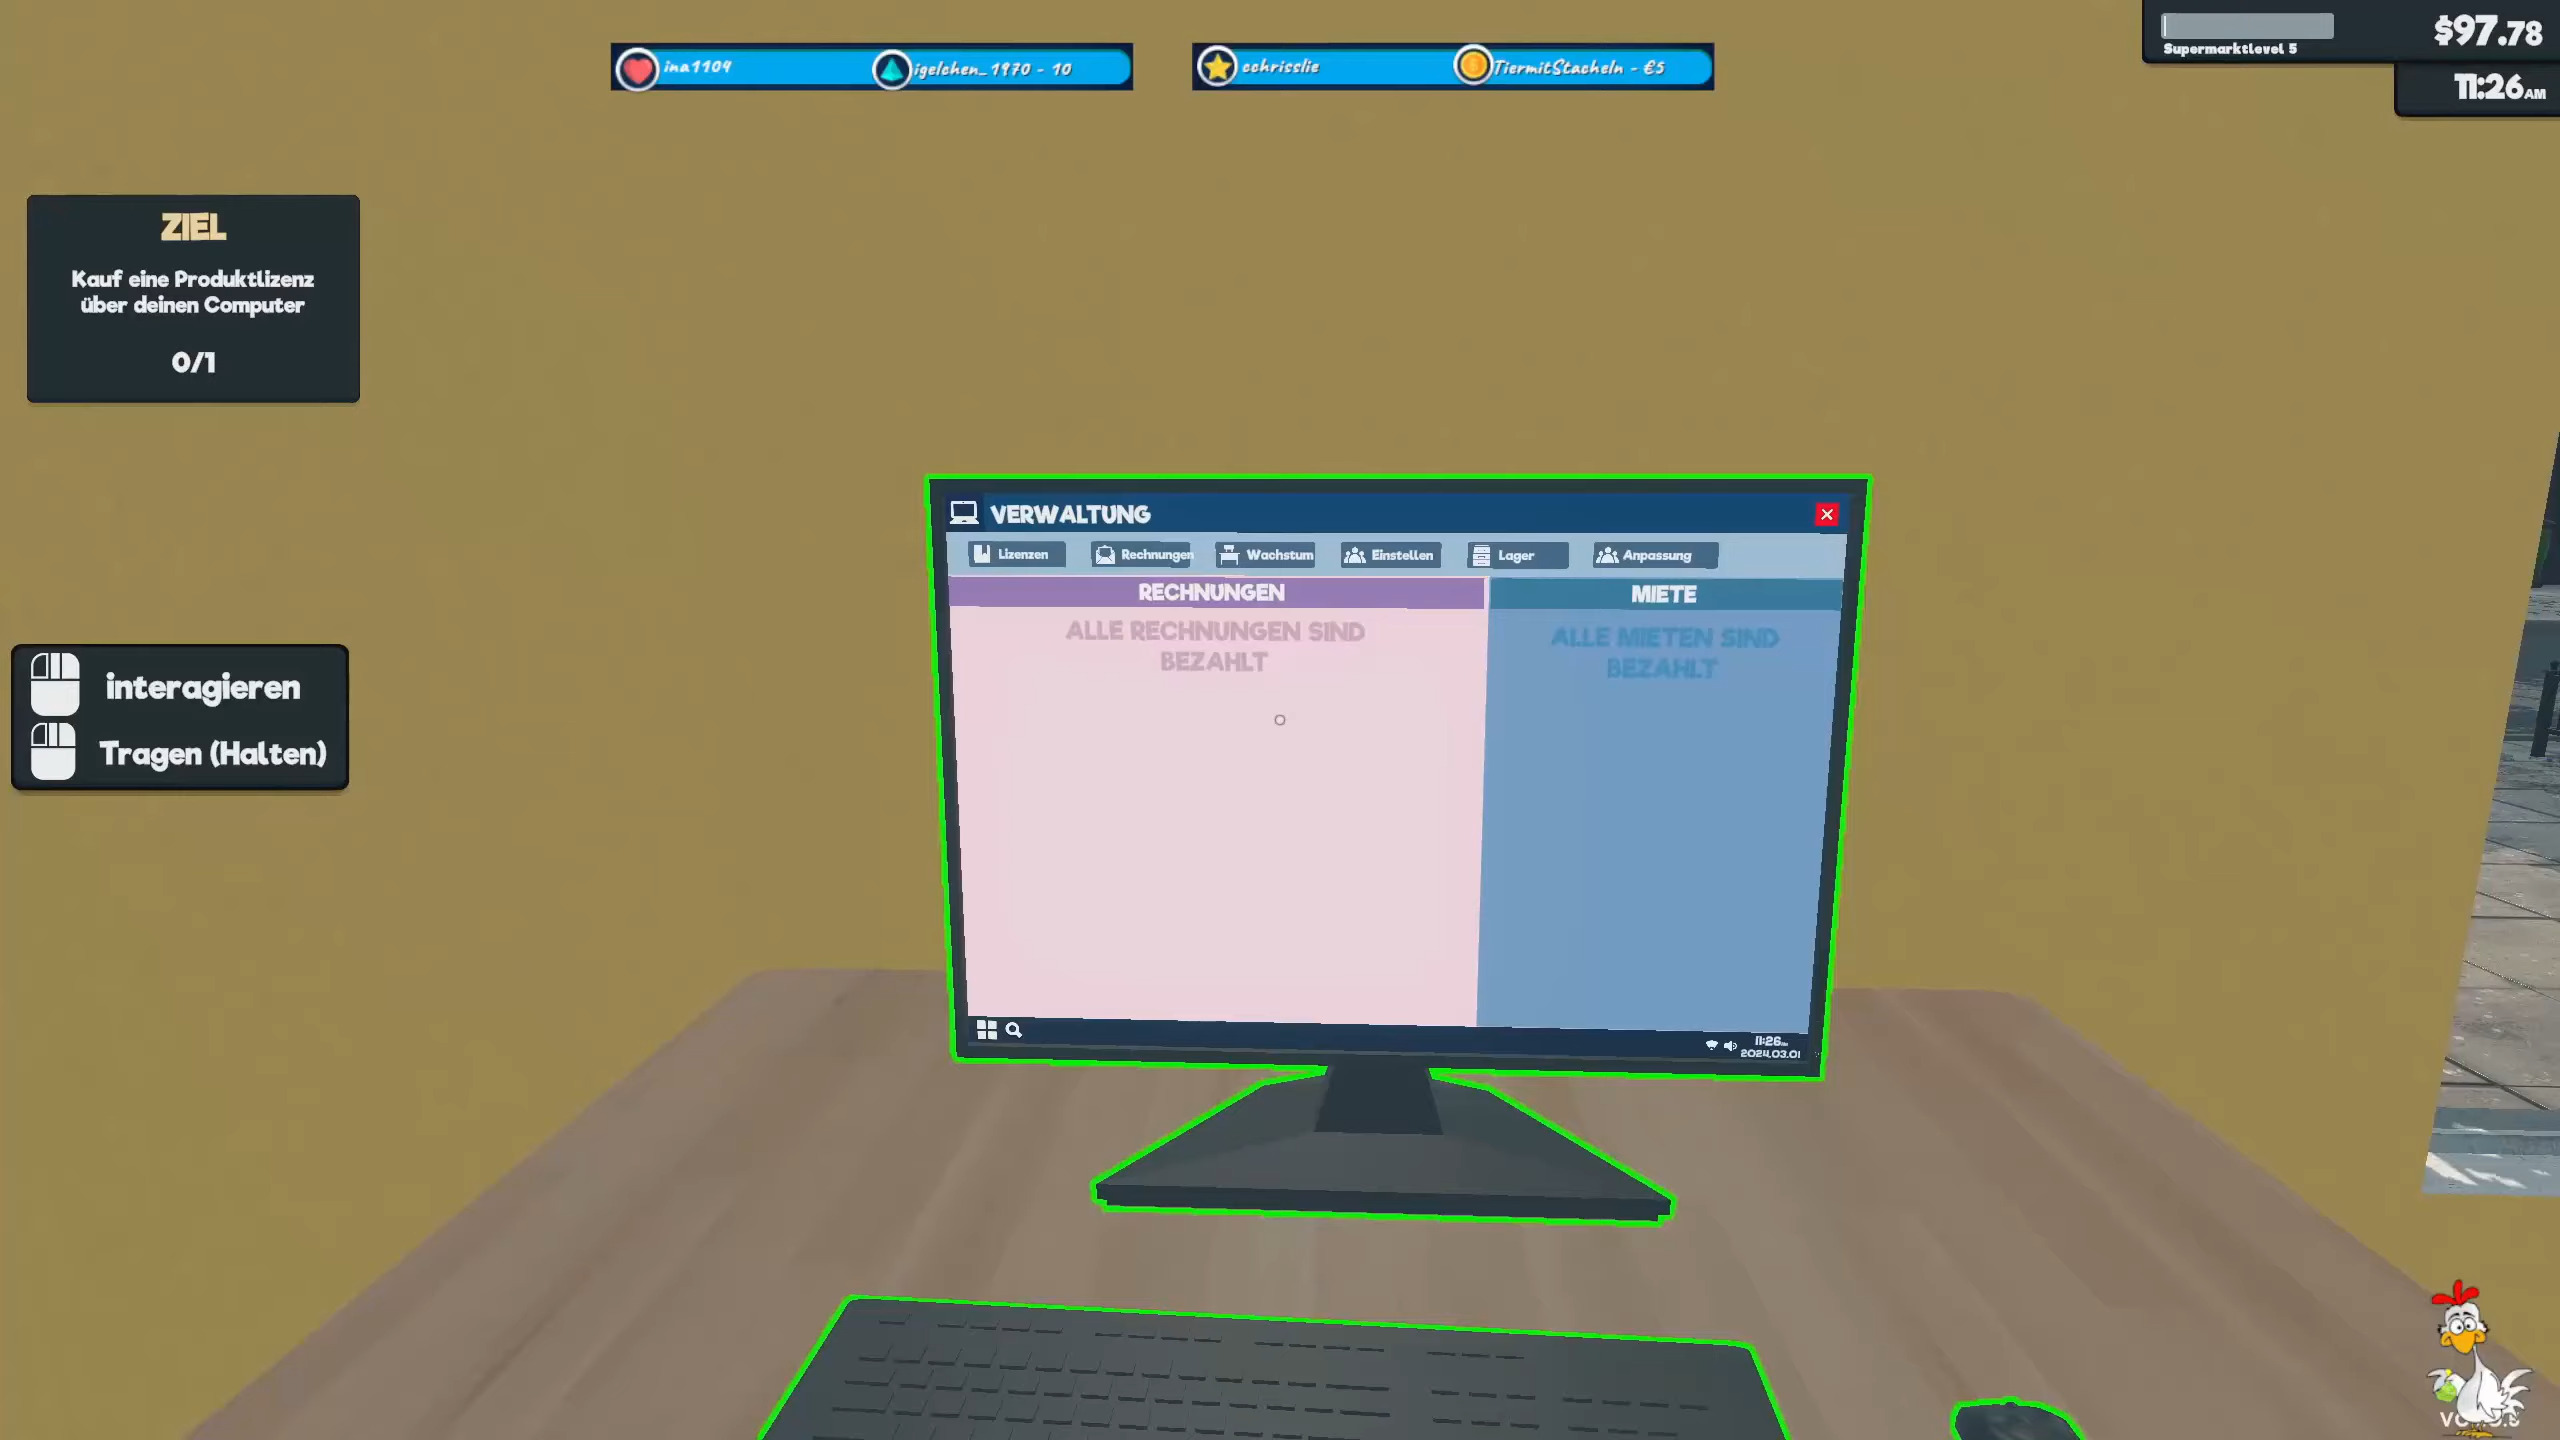 ina1104
igelchen_1970 - 10
cchrisslie
TiermitStacheln - €5
$97.78
Supermarktlevel 5
11:26AM
ZIEL
Kauf eine Produktlizenz
über deinen Computer
0/1
interagieren
Tragen (Halten)
VERWALTUNG
Lizenzen
Rechnungen
Wachstum
Einstellen
Lager
Anpassung
RECHNUNGEN
MIETE
ALLE RECHNUNGEN SIND
BEZAHLT
ALLE MIETEN SIND
BEZAHLT
11:26
2024.03.01